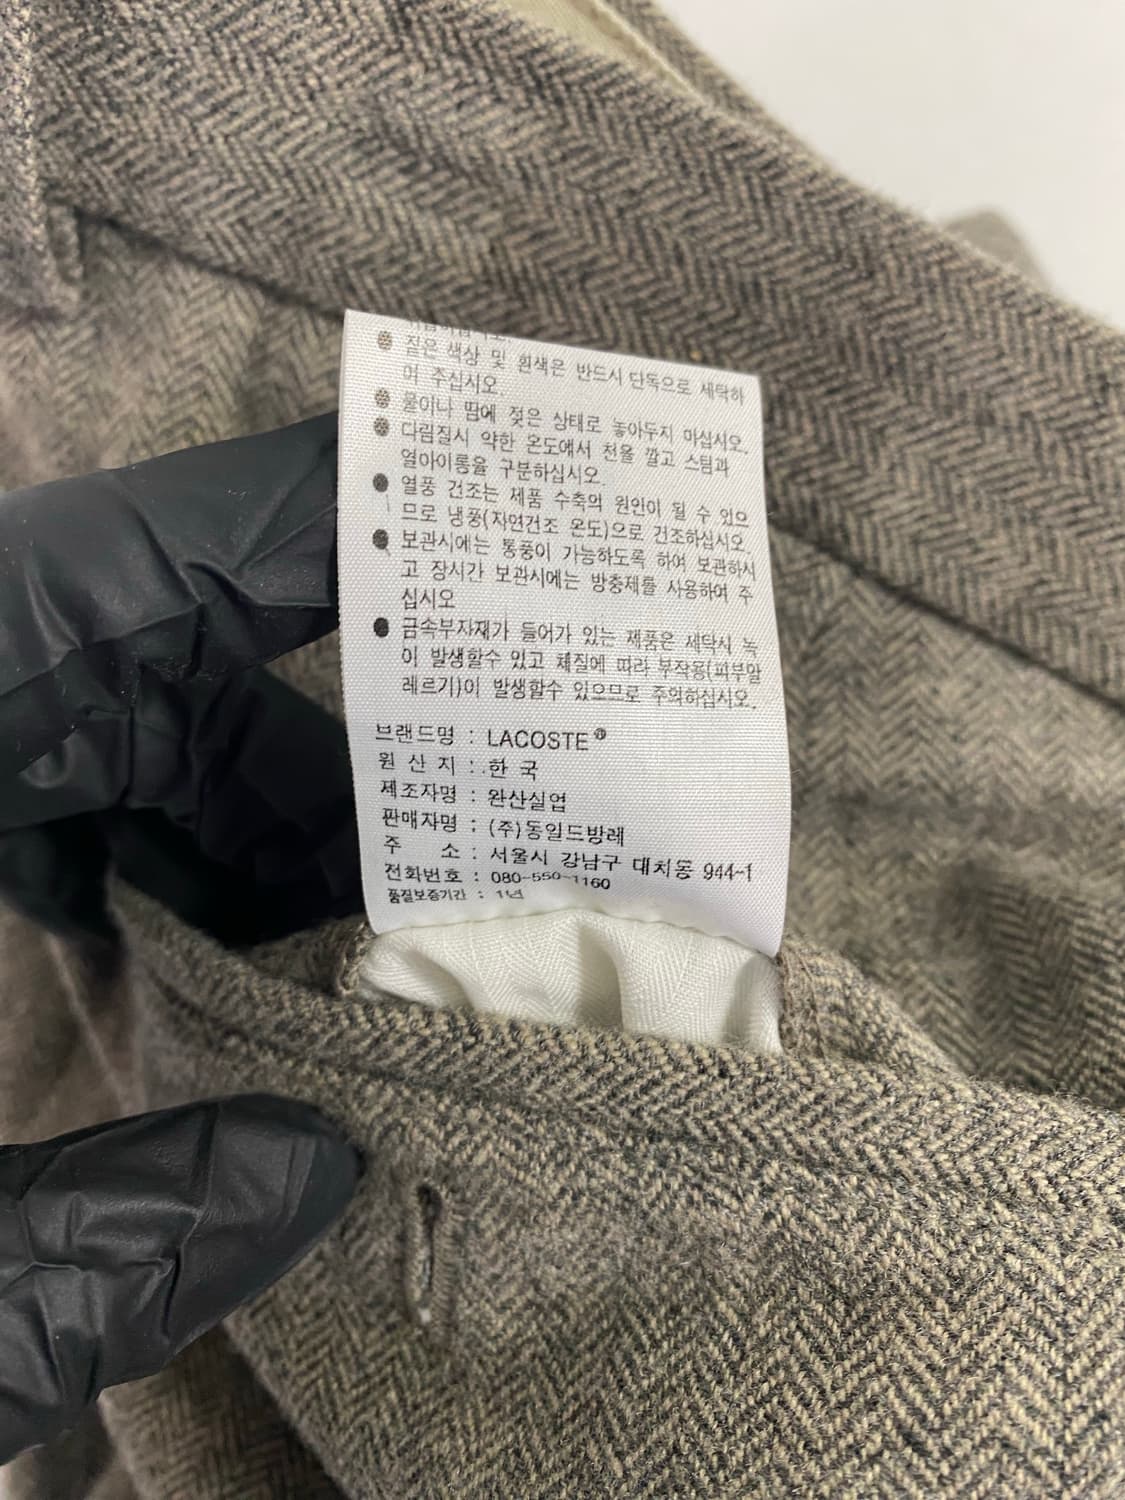 ● 짙은 색상 및 흰색은 반드시 단독으로 세탁하
여 주십시오.
● 물이나 땀에 젖은 상태로 놓아두지 마십시오.
● 다림질시 약한 온도에서 천을 깔고 스팀과
열아이롱을 구분하십시오.
● 열풍 건조는 제품 수축의 원인이 될 수 있으
므로 냉풍(자연건조 온도)으로 건조하십시오.
● 보관시에는 통풍이 가능하도록 하여 보관하시
고 장시간 보관시에는 방충제를 사용하여 주
십시오
● 금속부자재가 들어가 있는 제품은 세탁시 녹
이 발생할수 있고 체질에 따라 부작용(피부알
레르기)이 발생할수 있으므로 주의하십시오.
브랜드명 : LACOSTE®
원 산 지 : 한 국
제조자명 : 완산실업
판매자명 : (주)동일드방레
주 소 : 서울시 강남구 대치동 944-1
전화번호 : 080-550-1160
품질보증기간 : 1년